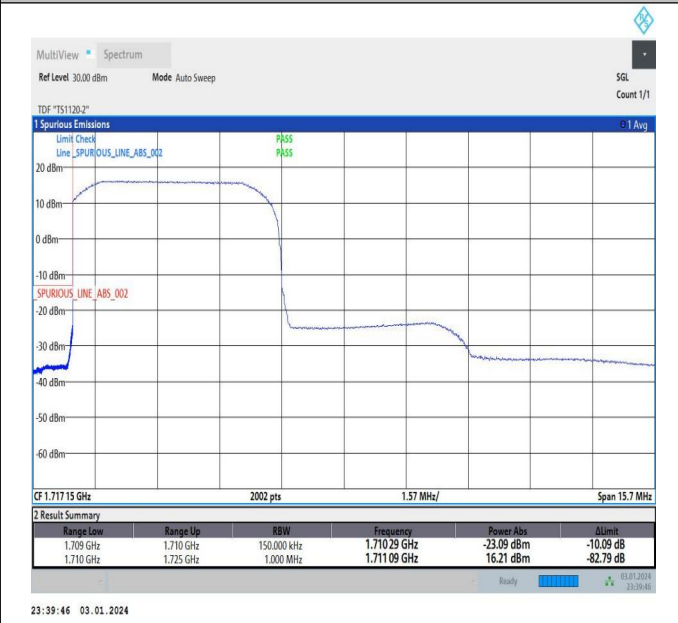 R&S
MultiView Spectrum
Ref Level 30.00 dBm Mode Auto Sweep SGL
Count 1/1
TDF "TS1120-2"
1 Spurious Emissions 1 Avg
Limit Check PASS
Line _SPURIOUS_LINE_ABS_002 PASS
20 dBm
10 dBm
0 dBm
-10 dBm
_SPURIOUS_LINE_ABS_002
-20 dBm
-30 dBm
-40 dBm
-50 dBm
-60 dBm
CF 1.717 15 GHz 2002 pts 1.57 MHz/ Span 15.7 MHz
2 Result Summary
Range Low Range Up RBW Frequency Power Abs ΔLimit
1.709 GHz 1.710 GHz 150.000 kHz 1.710 29 GHz -23.09 dBm -10.09 dB
1.710 GHz 1.725 GHz 1.000 MHz 1.711 09 GHz 16.21 dBm -82.79 dB
Ready 03.01.2024
23:39:46
23:39:46 03.01.2024